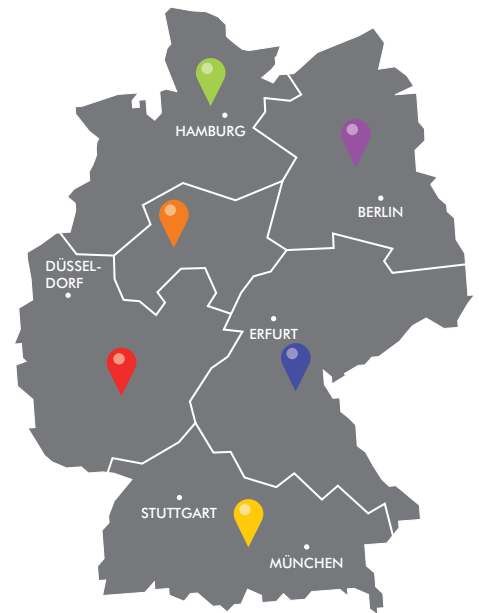 HAMBURG
BERLIN
DÜSSEL-
DORF
ERFURT
STUTTGART
MÜNCHEN